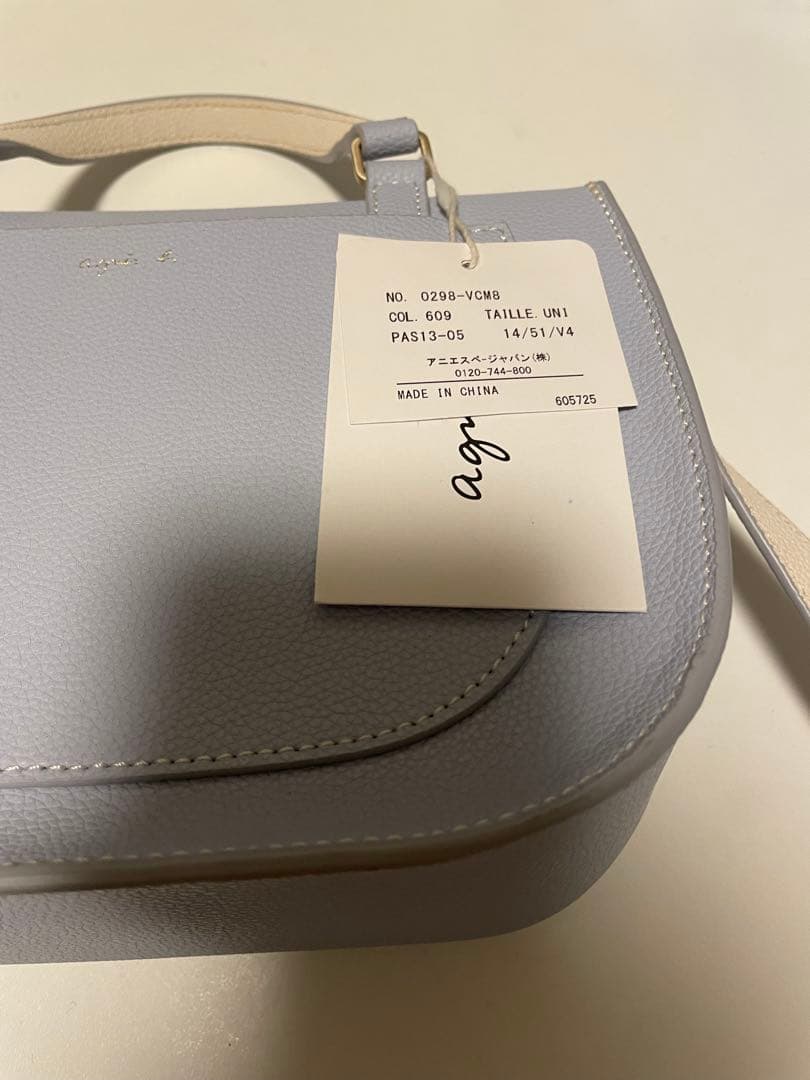 agnès b.
NO. 0298-VCM8
COL. 609 TAILLE. UNI
PAS13-05 14/51/V4
アニエスベージャパン(株)
0120-744-800
MADE IN CHINA
605725
agn